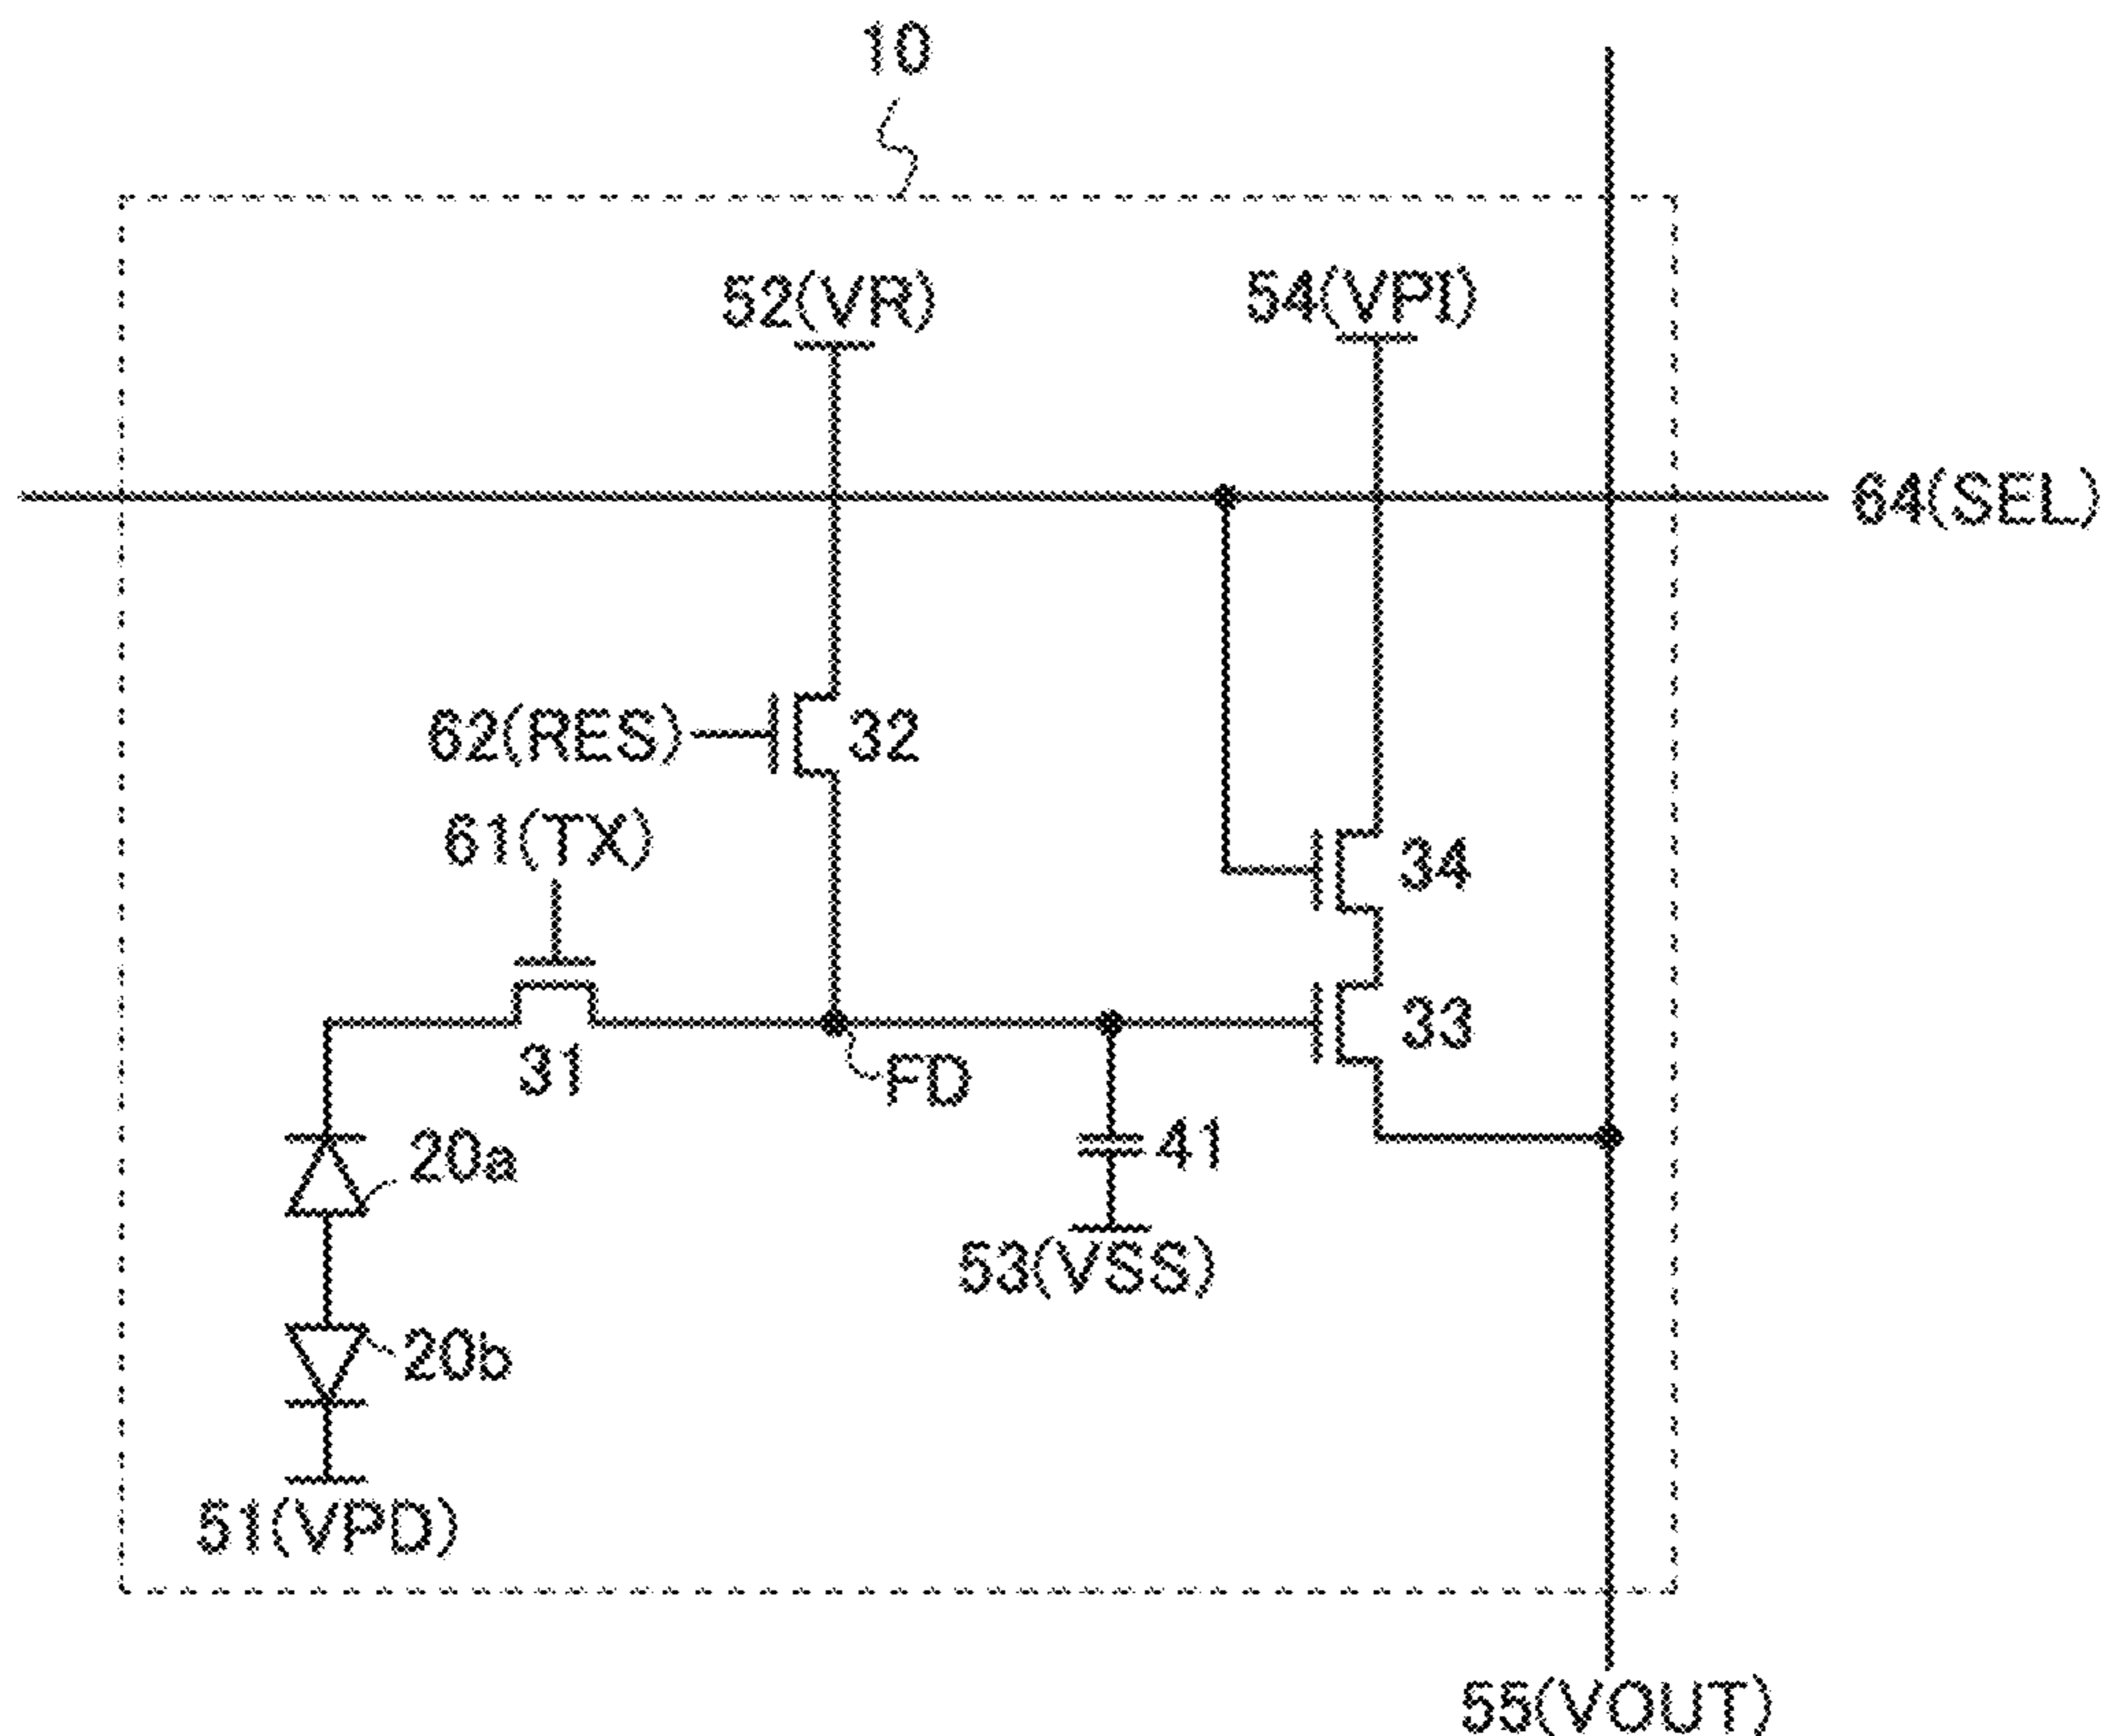 10
52(VR)
54(VPI)
64(SEL)
62(RES)
32
61(TX)
34
33
31
FD
20a
41
53(VSS)
20b
51(VPD)
55(VOUT)